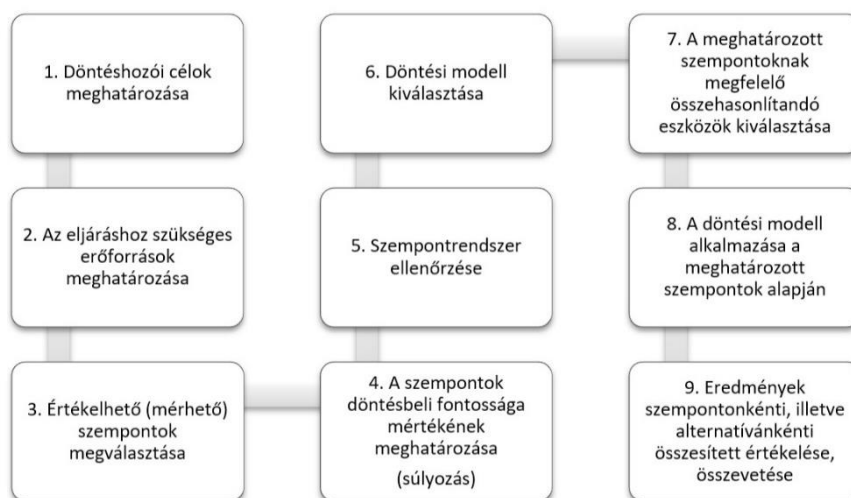 1. Döntéshozói célok
meghatározása
2. Az eljáráshoz szükséges
erőforrások
meghatározása
3. Értékelhető (mérhető)
szempontok
megválasztása
4. A szempontok
döntésbeli fontossága
mértékének
meghatározása
(súlyozás)
5. Szempontrendszer
ellenőrzése
6. Döntési modell
kiválasztása
7. A meghatározott
szempontoknak
megfelelő
összehasonlítandó
eszközök kiválasztása
8. A döntési modell
alkalmazása a
meghatározott
szempontok alapján
9. Eredmények
szempontonkénti, illetve
alternatívánkénti
összesített értékelése,
összevetése